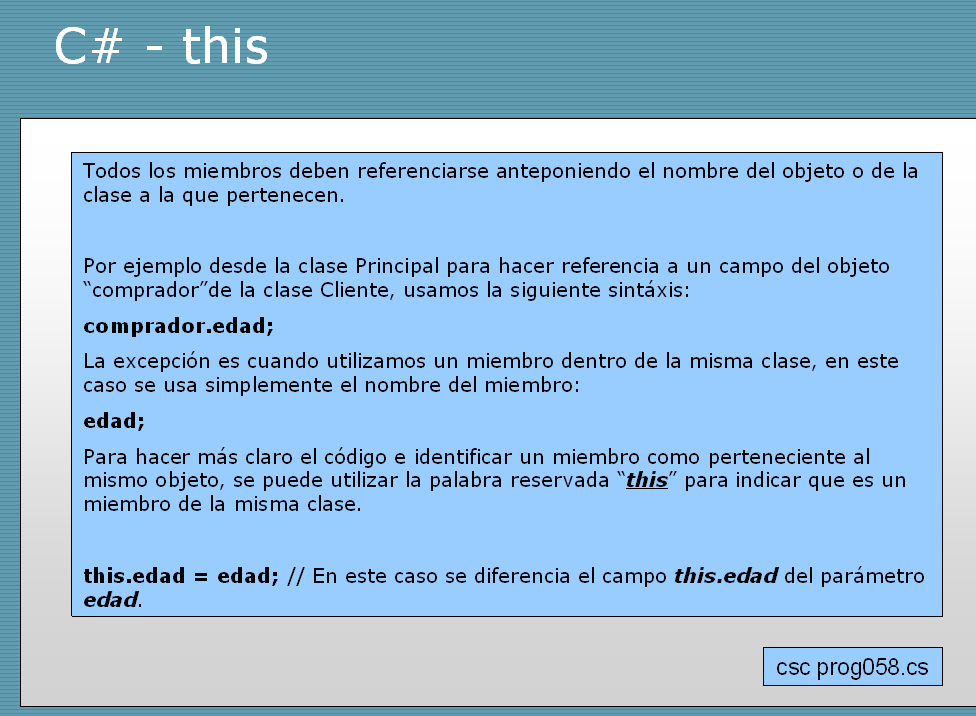 C# - this
Todos los miembros deben referenciarse anteponiendo el nombre del objeto o de la
clase a la que pertenecen.
Por ejemplo desde la clase Principal para hacer referencia a un campo del objeto
“comprador”de la clase Cliente, usamos la siguiente sintáxis:
comprador.edad;
La excepción es cuando utilizamos un miembro dentro de la misma clase, en este
caso se usa simplemente el nombre del miembro:
edad;
Para hacer más claro el código e identificar un miembro como perteneciente al
mismo objeto, se puede utilizar la palabra reservada “this” para indicar que es un
miembro de la misma clase.
this.edad = edad; // En este caso se diferencia el campo this.edad del parámetro
edad.
csc prog058.cs